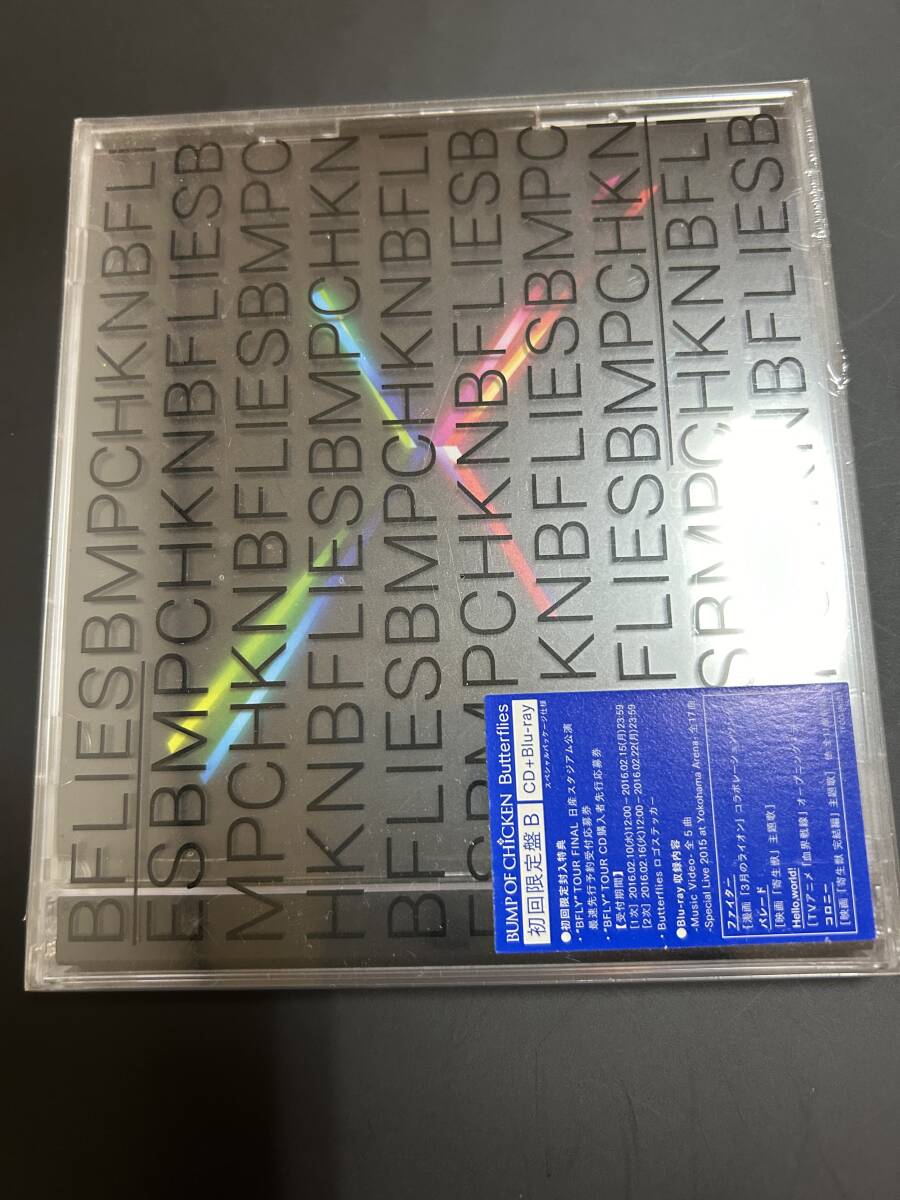 BFLIESBMPCHKNBFLI
ESBMPCHKNBFLIESB
MPCHKNBFLIESBMPC
HKNBFLIESBMPCHKN
BFLIESBMPCHKNBFLI
ESBMPCHKNBFLIESB
KNBFLIESBMPC
FLIESBMPCHKN
SBMPCHKNBFLI
KNBFLIESB
BUMP OF CHICKEN Butterflies
初回限定盤 B CD+Blu-ray
スペシャルパッケージ仕様
●初回限定封入特典
・"BFLY"TOUR FINAL 日産スタジアム公演
最速先行予約受付応募券
・"BFLY"TOUR CD購入者先行応募券
【受付期間】
[1次] 2016.02.10(水)12:00~2016.02.15(月)23:59
[2次] 2016.02.16(火)12:00~2016.02.22(月)23:59
・Butterflies ロゴステッカー
●Blu-ray収録内容
-Music Video- 全 5 曲
-Special Live 2015 at Yokohama Arena- 全17曲
ファイター
[漫画「3月のライオン」コラボレーション
パレード
[映画「寄生獣」主題歌]
Hello,world!
[TVアニメ「血界戦線」オープニング
コロニー
[映画「寄生獣 完結編」主題歌]